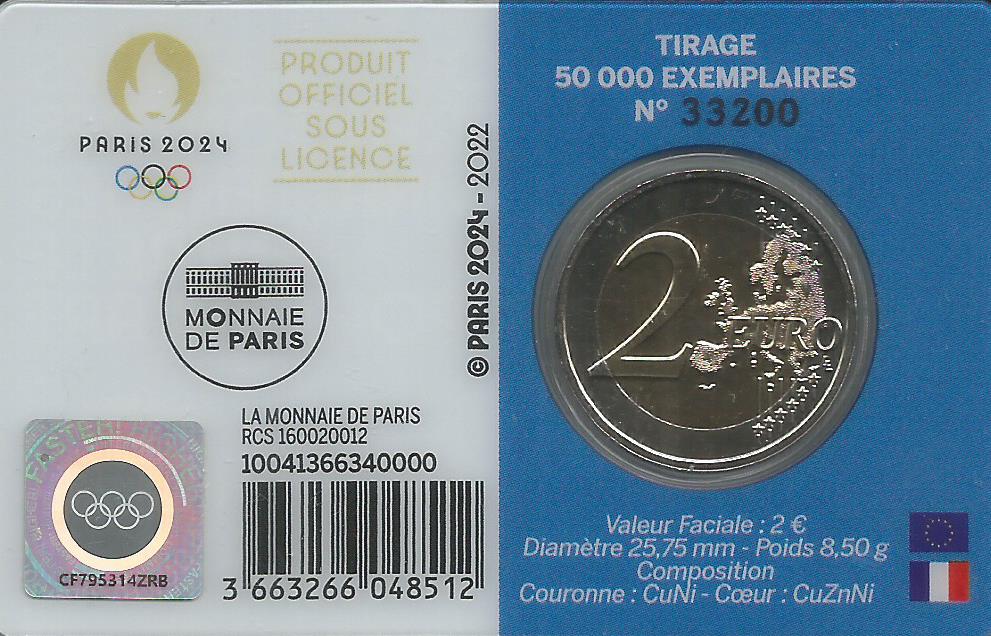 PARIS 2024
PRODUIT
OFFICIEL
SOUS
LICENCE
© PARIS 2024 - 2022
MONNAIE
DE PARIS
LA MONNAIE DE PARIS
RCS 160020012
10041366340000
FASTER
CF795314ZRB
3 663266 048512
TIRAGE
50 000 EXEMPLAIRES
N° 33200
2 EURO
Valeur Faciale : 2 €
Diamètre 25,75 mm - Poids 8,50 g
Composition
Couronne : CuNi - Cœur : CuZnNi